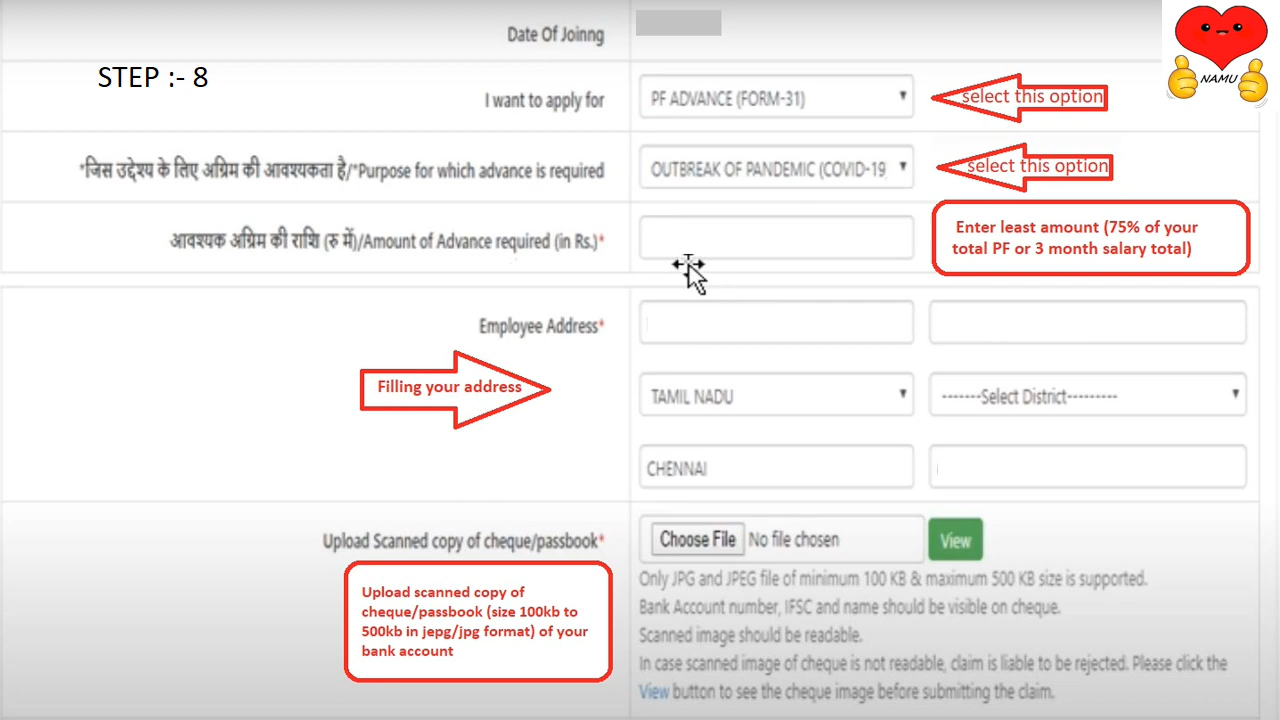 Date Of Joinng
STEP :- 8
I want to apply for
PF ADVANCE (FORM-31)
select this option
NAMU
*जिस उद्देश्य के लिए अग्रिम की आवश्यकता है/*Purpose for which advance is required
OUTBREAK OF PANDEMIC (COVID-19
select this option
आवश्यक अग्रिम की राशि (रु में)/Amount of Advance required (in Rs.)*
Enter least amount (75% of your
total PF or 3 month salary total)
Employee Address*
Filling your address
TAMIL NADU
-------Select District---------
CHENNAI
Upload Scanned copy of cheque/passbook*
Choose File No file chosen
View
Upload scanned copy of
cheque/passbook (size 100kb to
500kb in jepg/jpg format) of your
bank account
Only JPG and JPEG file of minimum 100 KB & maximum 500 KB size is supported.
Bank Account number, IFSC and name should be visible on cheque.
Scanned image should be readable.
In case scanned image of cheque is not readable, claim is liable to be rejected. Please click the
View button to see the cheque image before submitting the claim.